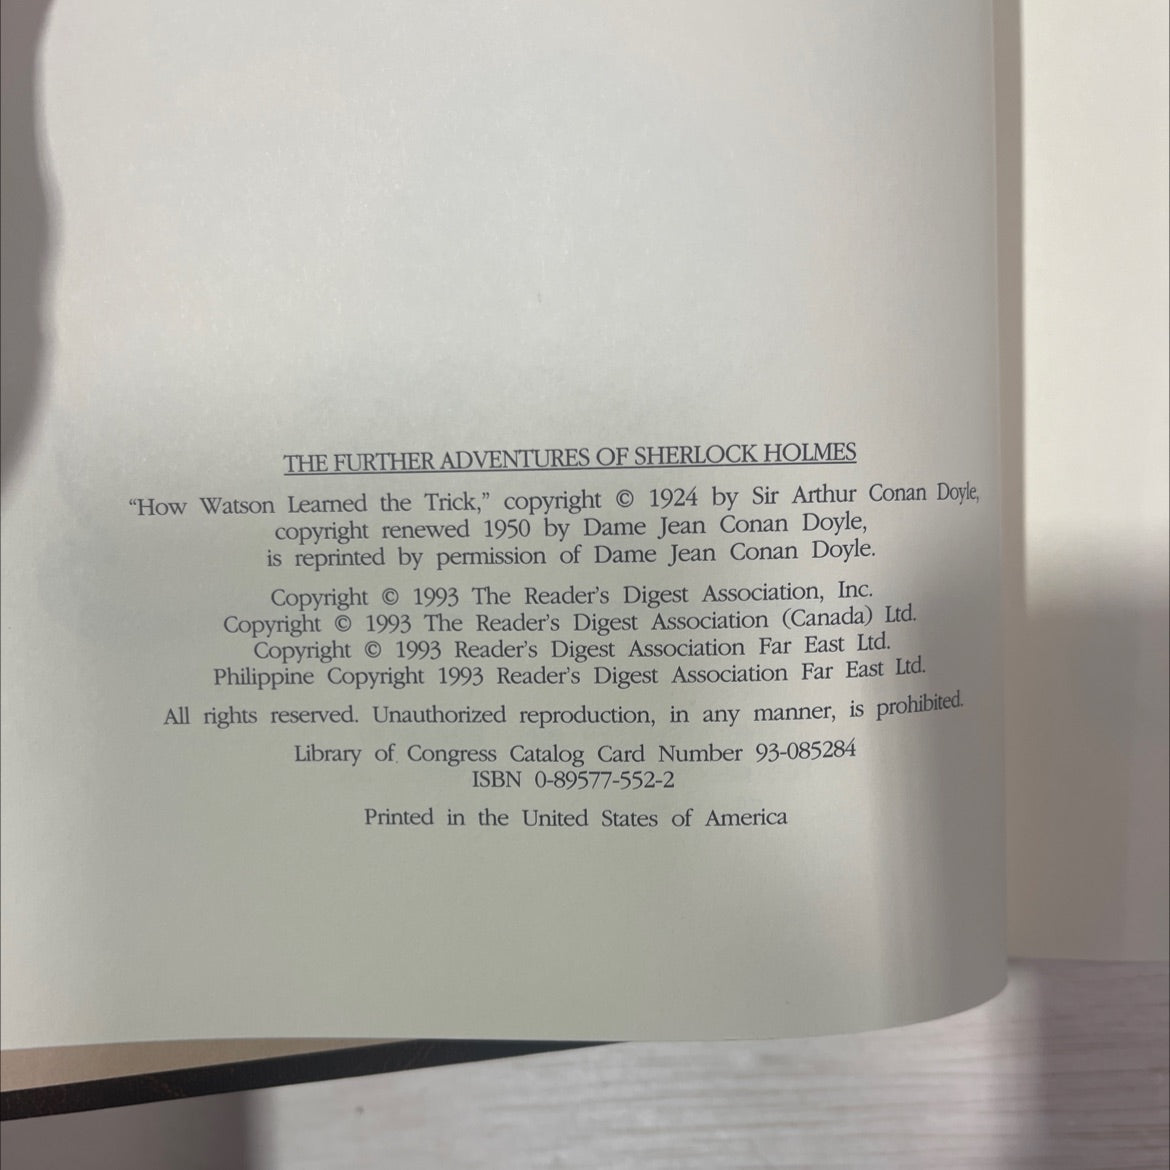 THE FURTHER ADVENTURES OF SHERLOCK HOLMES
“How Watson Learned the Trick,” copyright © 1924 by Sir Arthur Conan Doyle,
copyright renewed 1950 by Dame Jean Conan Doyle,
is reprinted by permission of Dame Jean Conan Doyle.
Copyright © 1993 The Reader’s Digest Association, Inc.
Copyright © 1993 The Reader’s Digest Association (Canada) Ltd.
Copyright © 1993 Reader’s Digest Association Far East Ltd.
Philippine Copyright 1993 Reader’s Digest Association Far East Ltd.
All rights reserved. Unauthorized reproduction, in any manner, is prohibited.
Library of Congress Catalog Card Number 93-085284
ISBN 0-89577-552-2
Printed in the United States of America